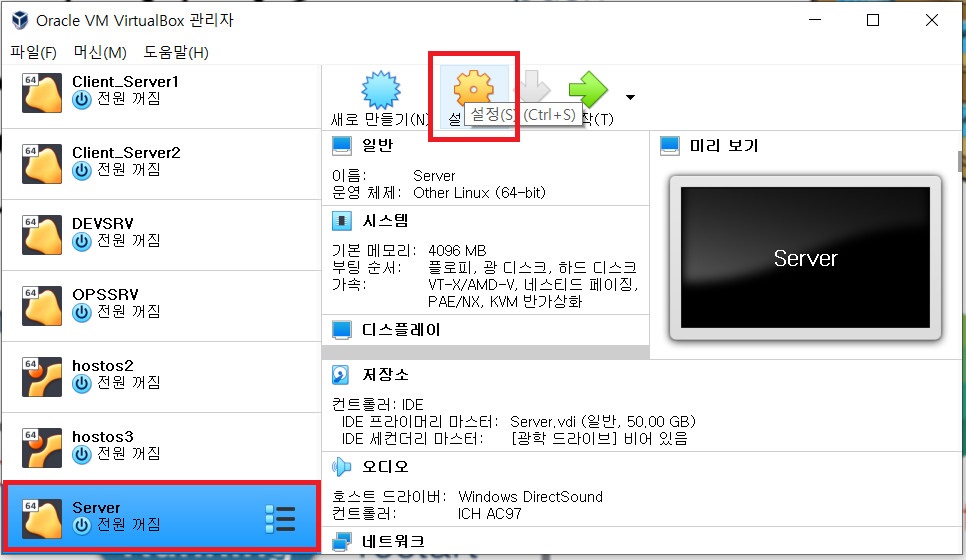 Oracle VM VirtualBox 관리자
파일(F) 머신(M) 도움말(H)
64 Client_Server1
전원 꺼짐
64 Client_Server2
전원 꺼짐
64 DEVSRV
전원 꺼짐
64 OPSSRV
전원 꺼짐
64 hostos2
전원 꺼짐
64 hostos3
전원 꺼짐
64 Server
전원 꺼짐
새로 만들기(N)
설정(S) (Ctrl+S)
일반
이름: Server
운영 체제: Other Linux (64-bit)
시스템
기본 메모리: 4096 MB
부팅 순서: 플로피, 광 디스크, 하드 디스크
가속: VT-X/AMD-V, 네스티드 페이징,
PAE/NX, KVM 반가상화
디스플레이
미리 보기
Server
저장소
컨트롤러: IDE
IDE 프라이머리 마스터: Server.vdi (일반, 50.00 GB)
IDE 세컨더리 마스터: [광학 드라이브] 비어 있음
오디오
호스트 드라이버: Windows DirectSound
컨트롤러: ICH AC97
네트워크